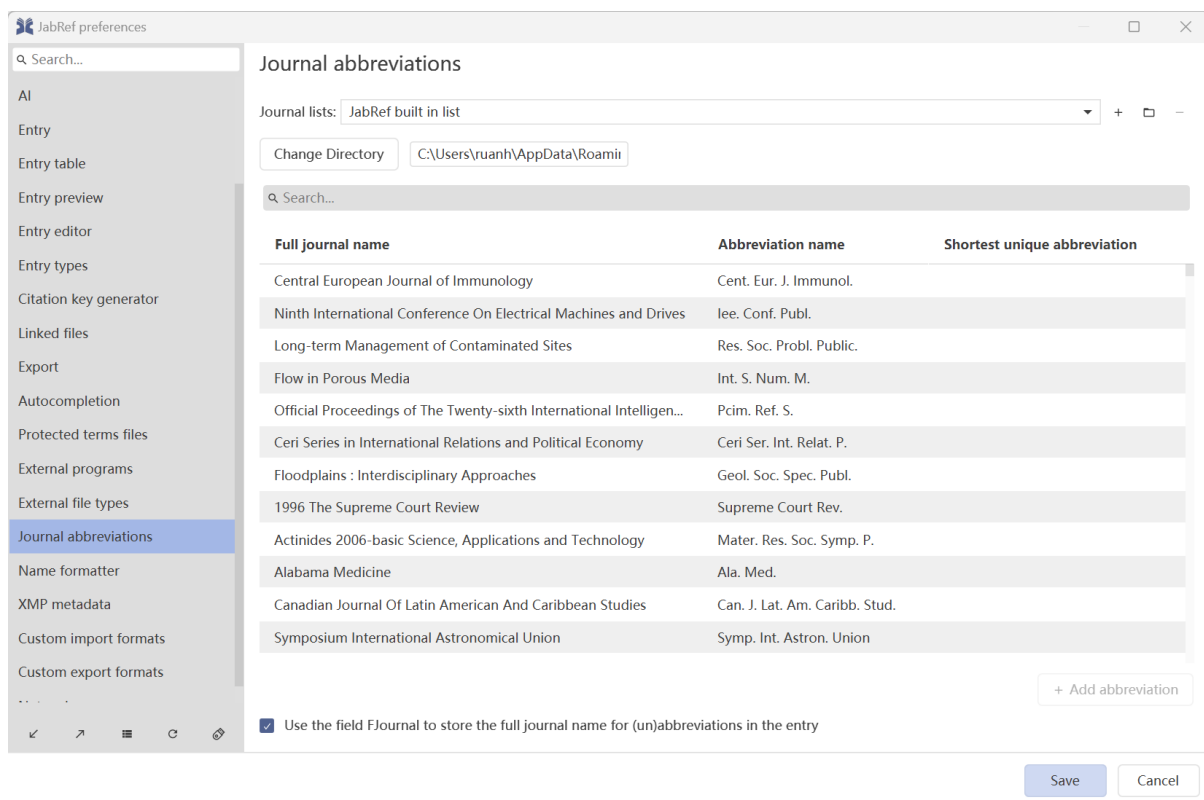 JabRef preferences
Search...
AI
Entry
Entry table
Entry preview
Entry editor
Entry types
Citation key generator
Linked files
Export
Autocompletion
Protected terms files
External programs
External file types
Journal abbreviations
Name formatter
XMP metadata
Custom import formats
Custom export formats
Journal abbreviations
Journal lists: JabRef built in list
Change Directory C:\Users\ruanh\AppData\Roamin
Search...
Full journal name Abbreviation name Shortest unique abbreviation
Central European Journal of Immunology Cent. Eur. J. Immunol.
Ninth International Conference On Electrical Machines and Drives Iee. Conf. Publ.
Long-term Management of Contaminated Sites Res. Soc. Probl. Public.
Flow in Porous Media Int. S. Num. M.
Official Proceedings of The Twenty-sixth International Intelligen... Pcim. Ref. S.
Ceri Series in International Relations and Political Economy Ceri Ser. Int. Relat. P.
Floodplains : Interdisciplinary Approaches Geol. Soc. Spec. Publ.
1996 The Supreme Court Review Supreme Court Rev.
Actinides 2006-basic Science, Applications and Technology Mater. Res. Soc. Symp. P.
Alabama Medicine Ala. Med.
Canadian Journal Of Latin American And Caribbean Studies Can. J. Lat. Am. Caribb. Stud.
Symposium International Astronomical Union Symp. Int. Astron. Union
+ Add abbreviation
Use the field FJournal to store the full journal name for (un)abbreviations in the entry
Save Cancel